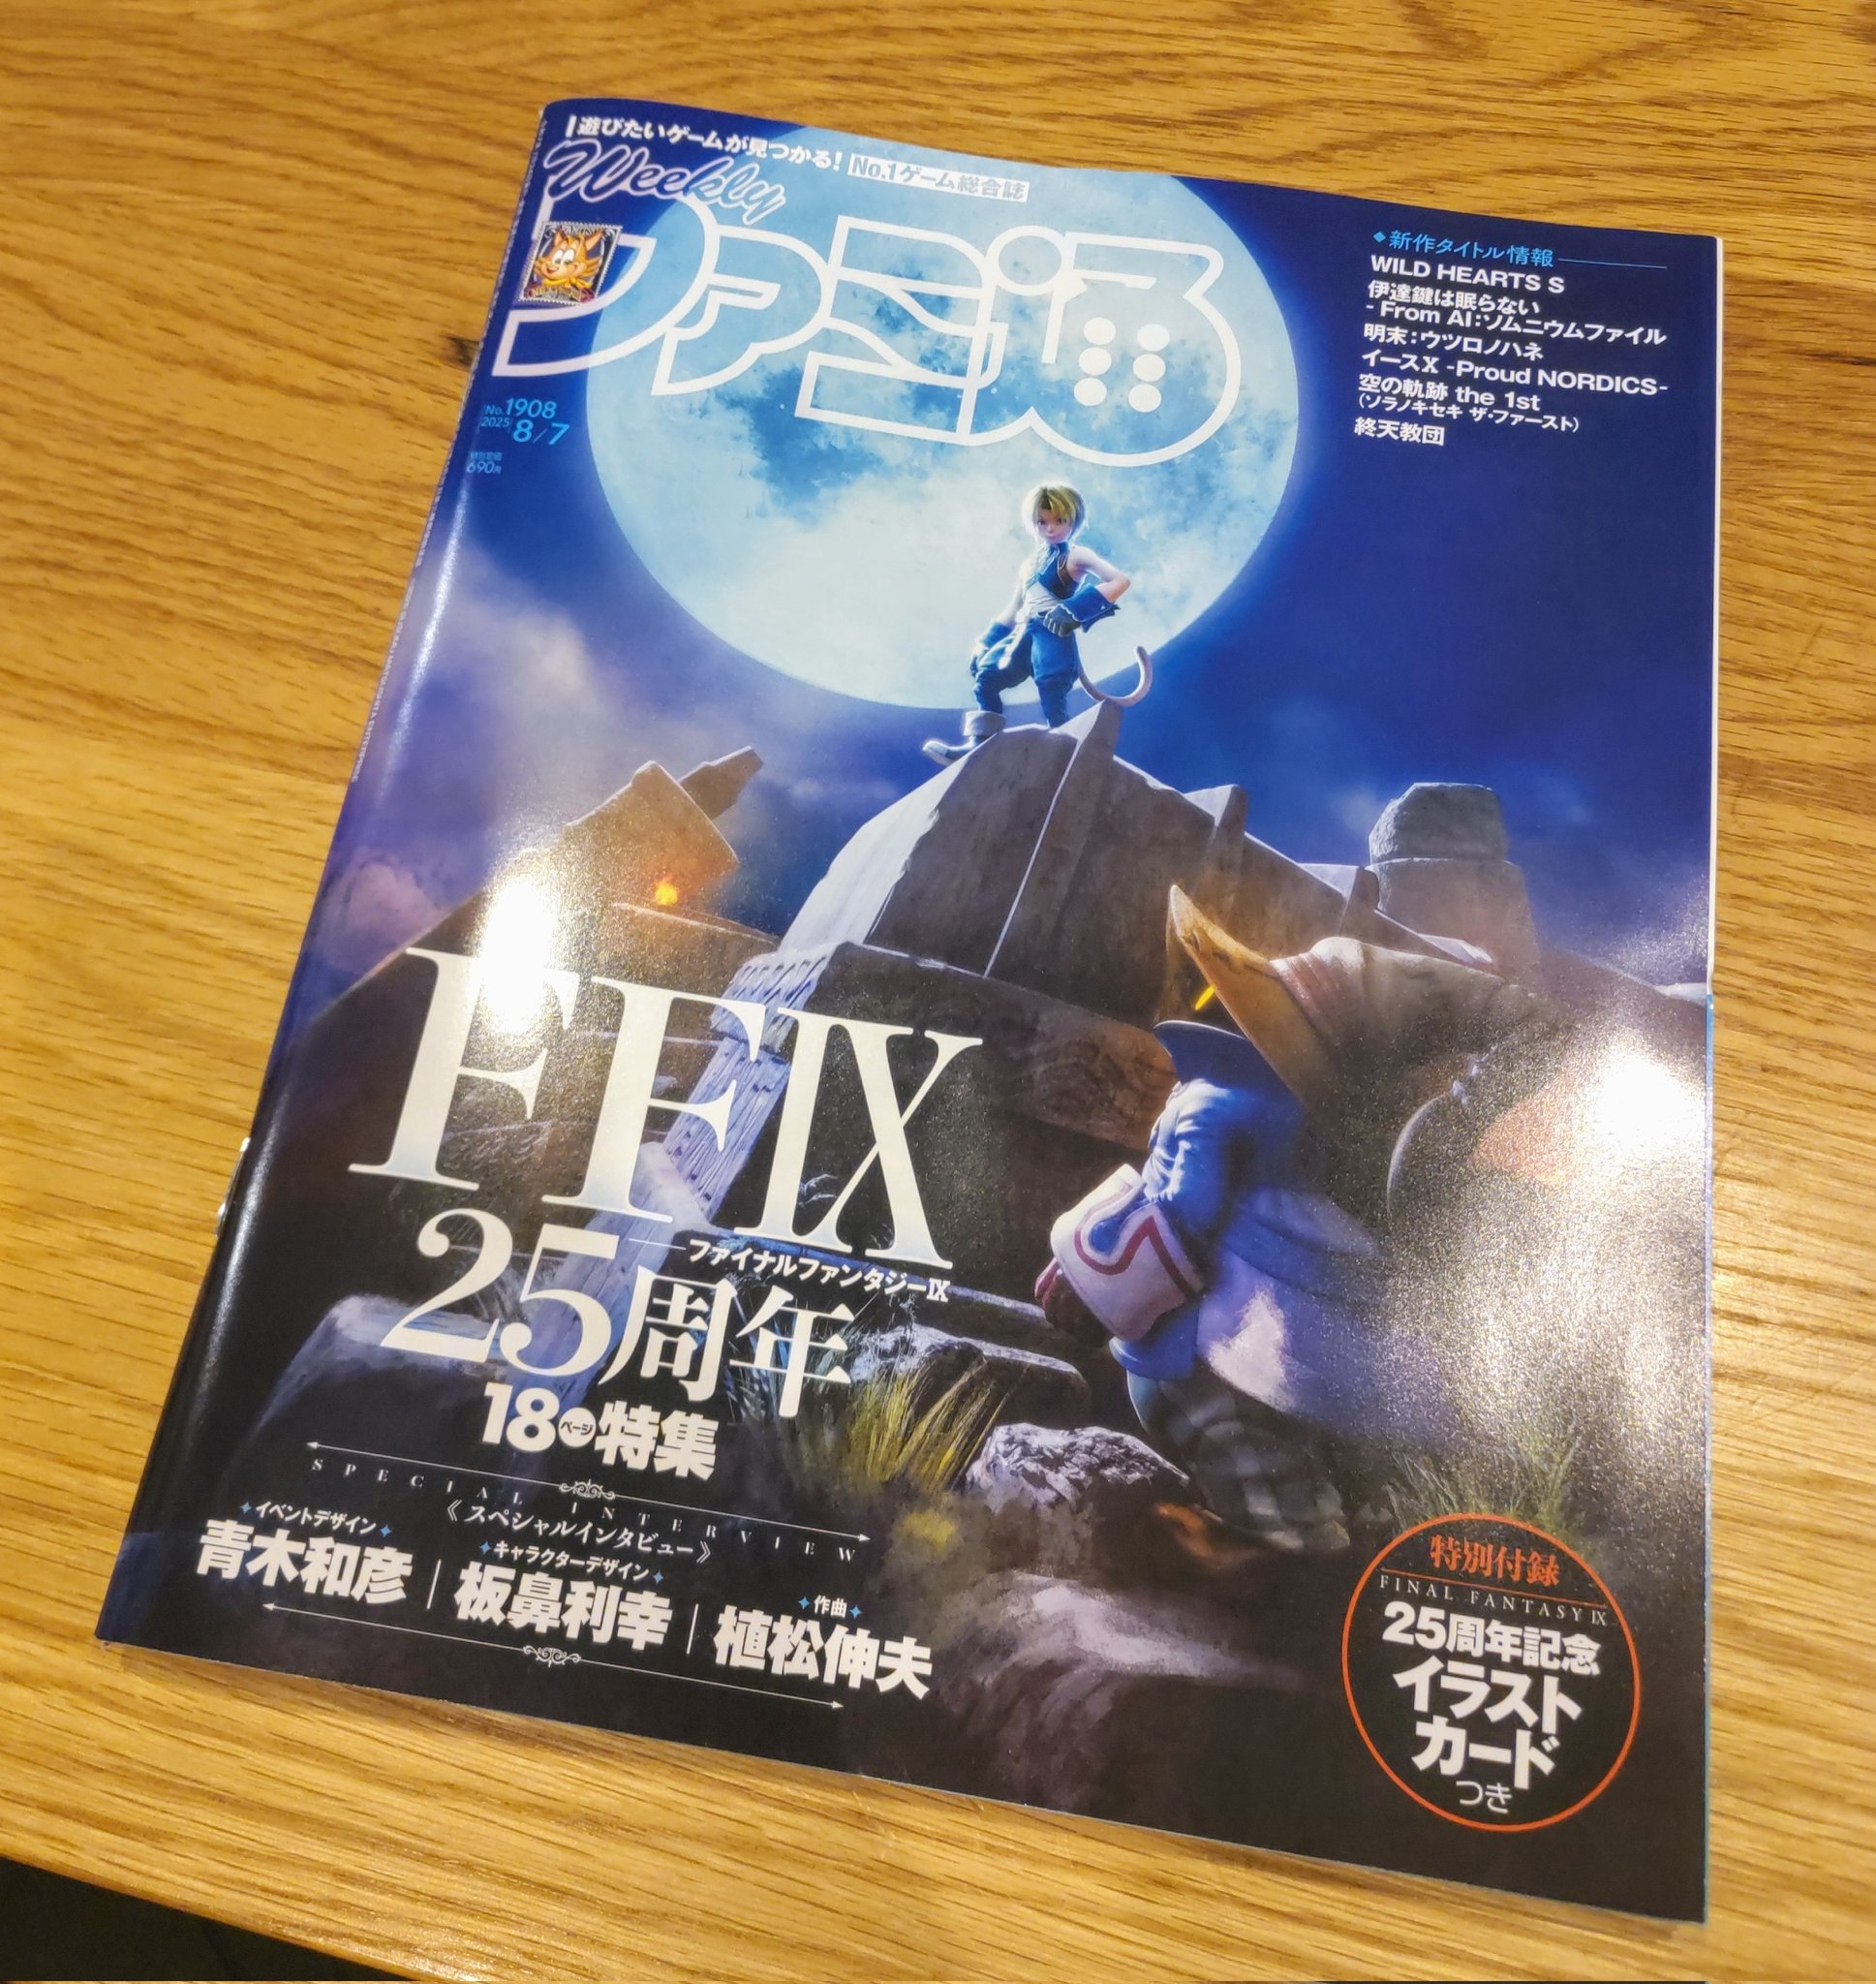 遊びたいゲームが見つかる! No.1ゲーム総合誌
Weekly
ファミ通
No.1908
2025 8/7
特別定価
690円
◆新作タイトル情報
WILD HEARTS S
伊達鍵は眠らない
- From AI:ソムニウムファイル
明末:ウツロノハネ
イースX -Proud NORDICS-
空の軌跡 the 1st
(ソラノキセキ ザ・ファースト)
終天教団
FFIX
ファイナルファンタジーIX
25周年
18ページ特集
SPECIAL INTERVIEW
《スペシャルインタビュー》
イベントデザイン
青木和彦
キャラクターデザイン
板鼻利幸
作曲
植松伸夫
特別付録
FINAL FANTASY IX
25周年記念
イラスト
カード
つき